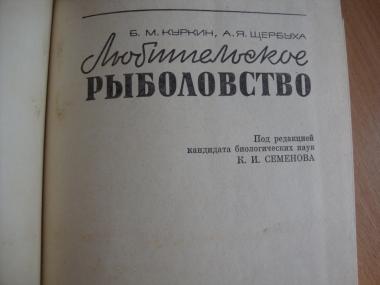 Б. М. КУРКИН, А. Я. ЩЕРБУХА
Любительское
РЫБОЛОВСТВО
Под редакцией
кандидата биологических наук
К. И. СЕМЕНОВА